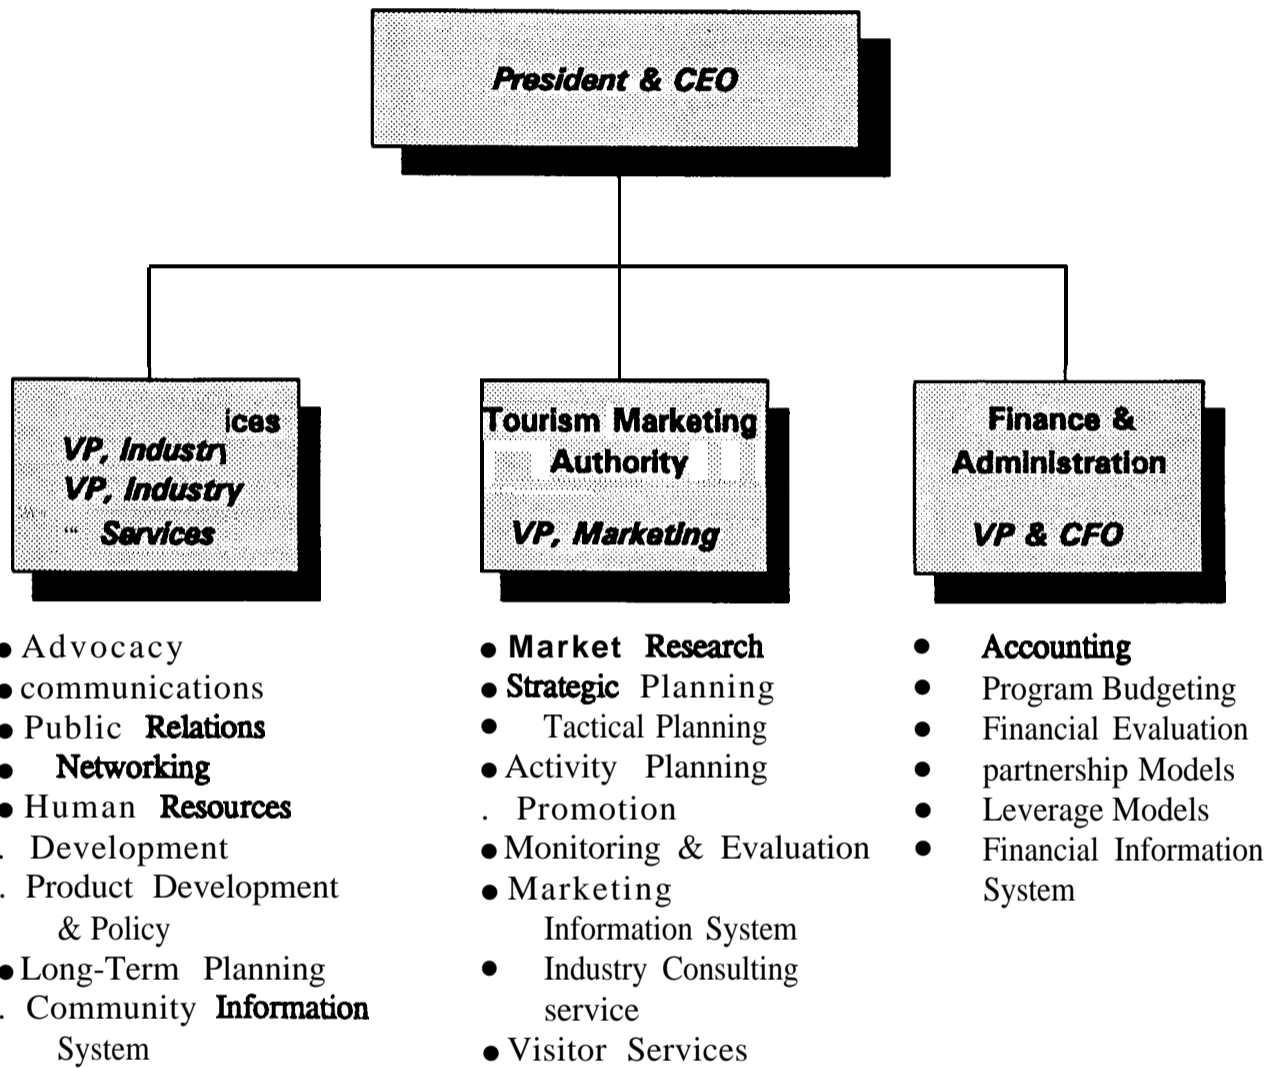 President & CEO
ices
VP, Industr
VP, Industry
Services
Tourism Marketing
Authority
VP, Marketing
Finance &
Administration
VP & CFO
● Advocacy
● communications
● Public Relations
● Networking
● Human Resources
. Development
. Product Development
& Policy
● Long-Term Planning
. Community Information
System
● Market Research
● Strategic Planning
● Tactical Planning
● Activity Planning
. Promotion
● Monitoring & Evaluation
● Marketing
Information System
● Industry Consulting
service
● Visitor Services
● Accounting
● Program Budgeting
● Financial Evaluation
● partnership Models
● Leverage Models
● Financial Information
System